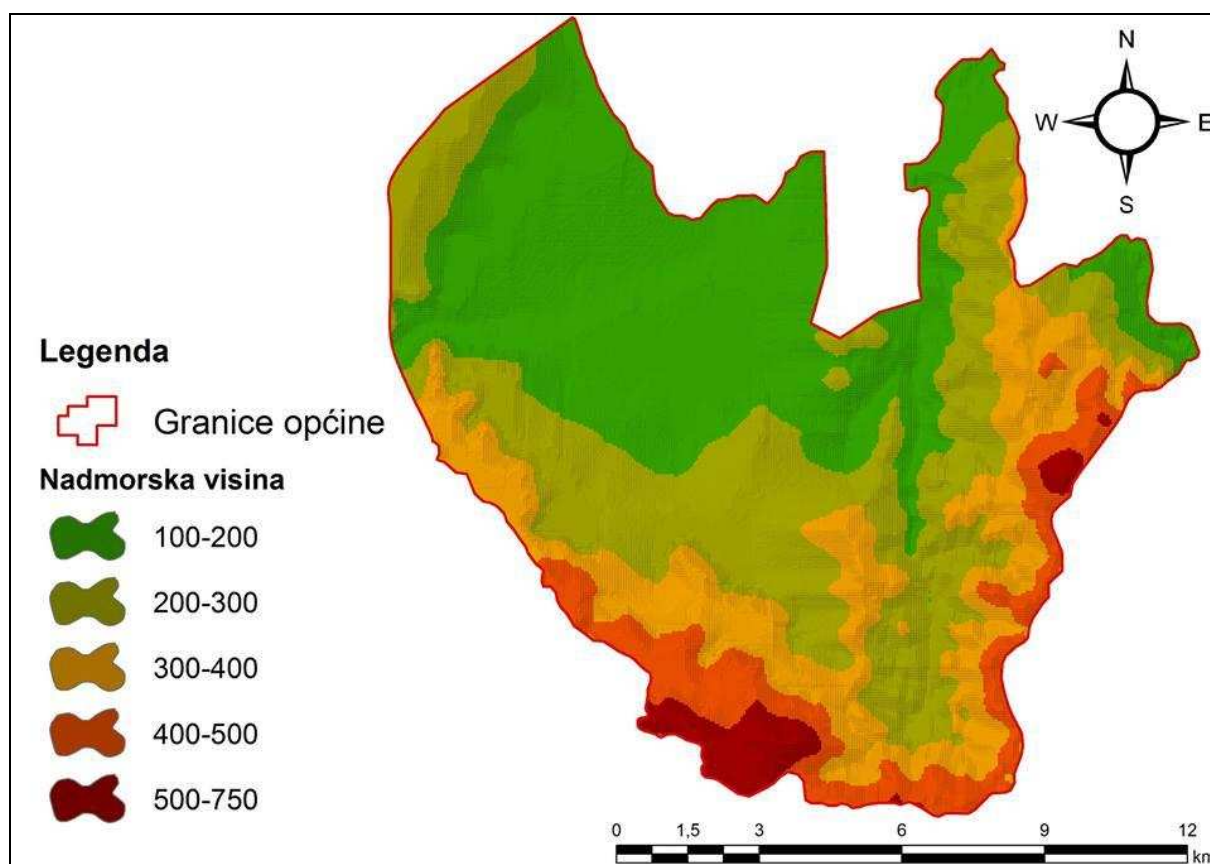 N
W E
S
Legenda
Granice općine
Nadmorska visina
100-200
200-300
300-400
400-500
500-750
0 1,5 3 6 9 12
km